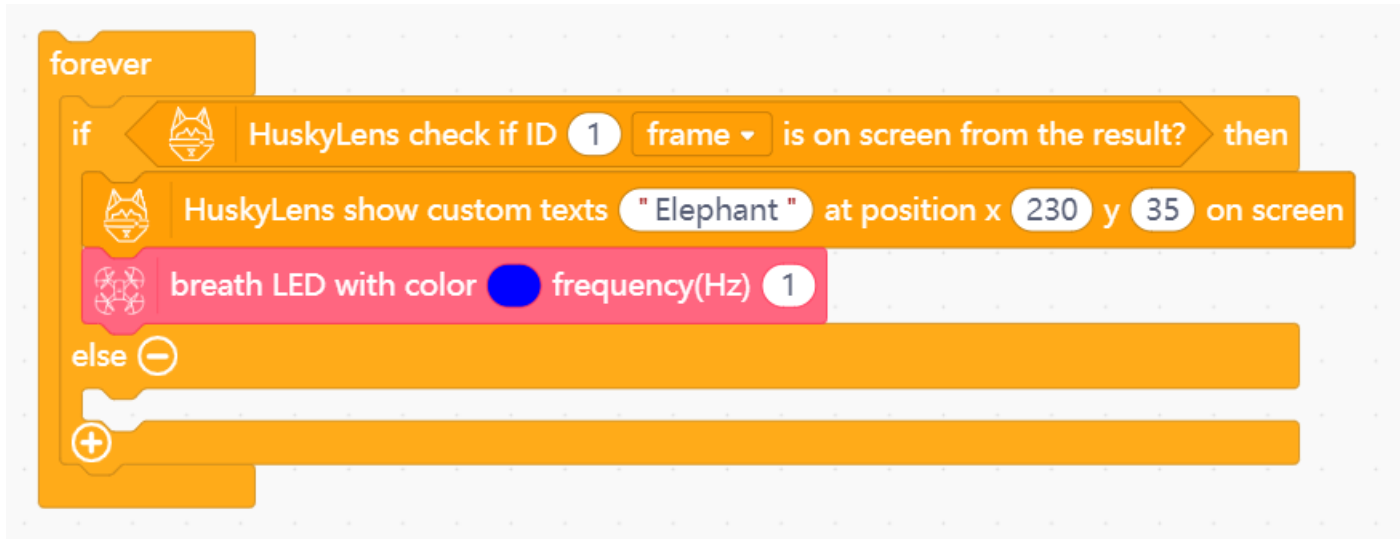 forever
if HuskyLens check if ID 1 frame is on screen from the result? then
HuskyLens show custom texts "Elephant" at position x 230 y 35 on screen
breath LED with color frequency(Hz) 1
else